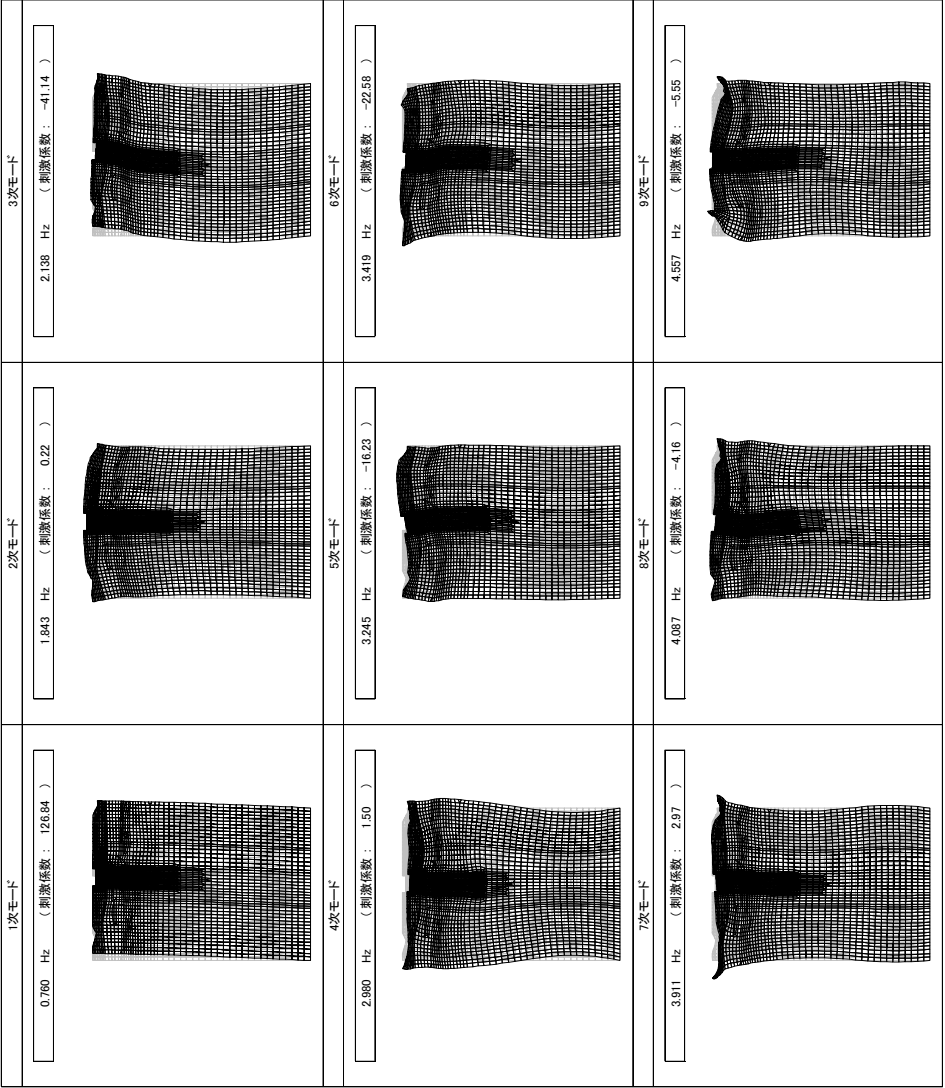 1次モード
0.760 Hz (刺激係数: 126.84 )
2次モード
1.843 Hz (刺激係数: 0.22 )
3次モード
2.138 Hz (刺激係数: -41.14 )
4次モード
2.980 Hz (刺激係数: 1.50 )
5次モード
3.245 Hz (刺激係数: -16.23 )
6次モード
3.419 Hz (刺激係数: -22.58 )
7次モード
3.911 Hz (刺激係数: 2.97 )
8次モード
4.087 Hz (刺激係数: -4.16 )
9次モード
4.557 Hz (刺激係数: -5.55 )